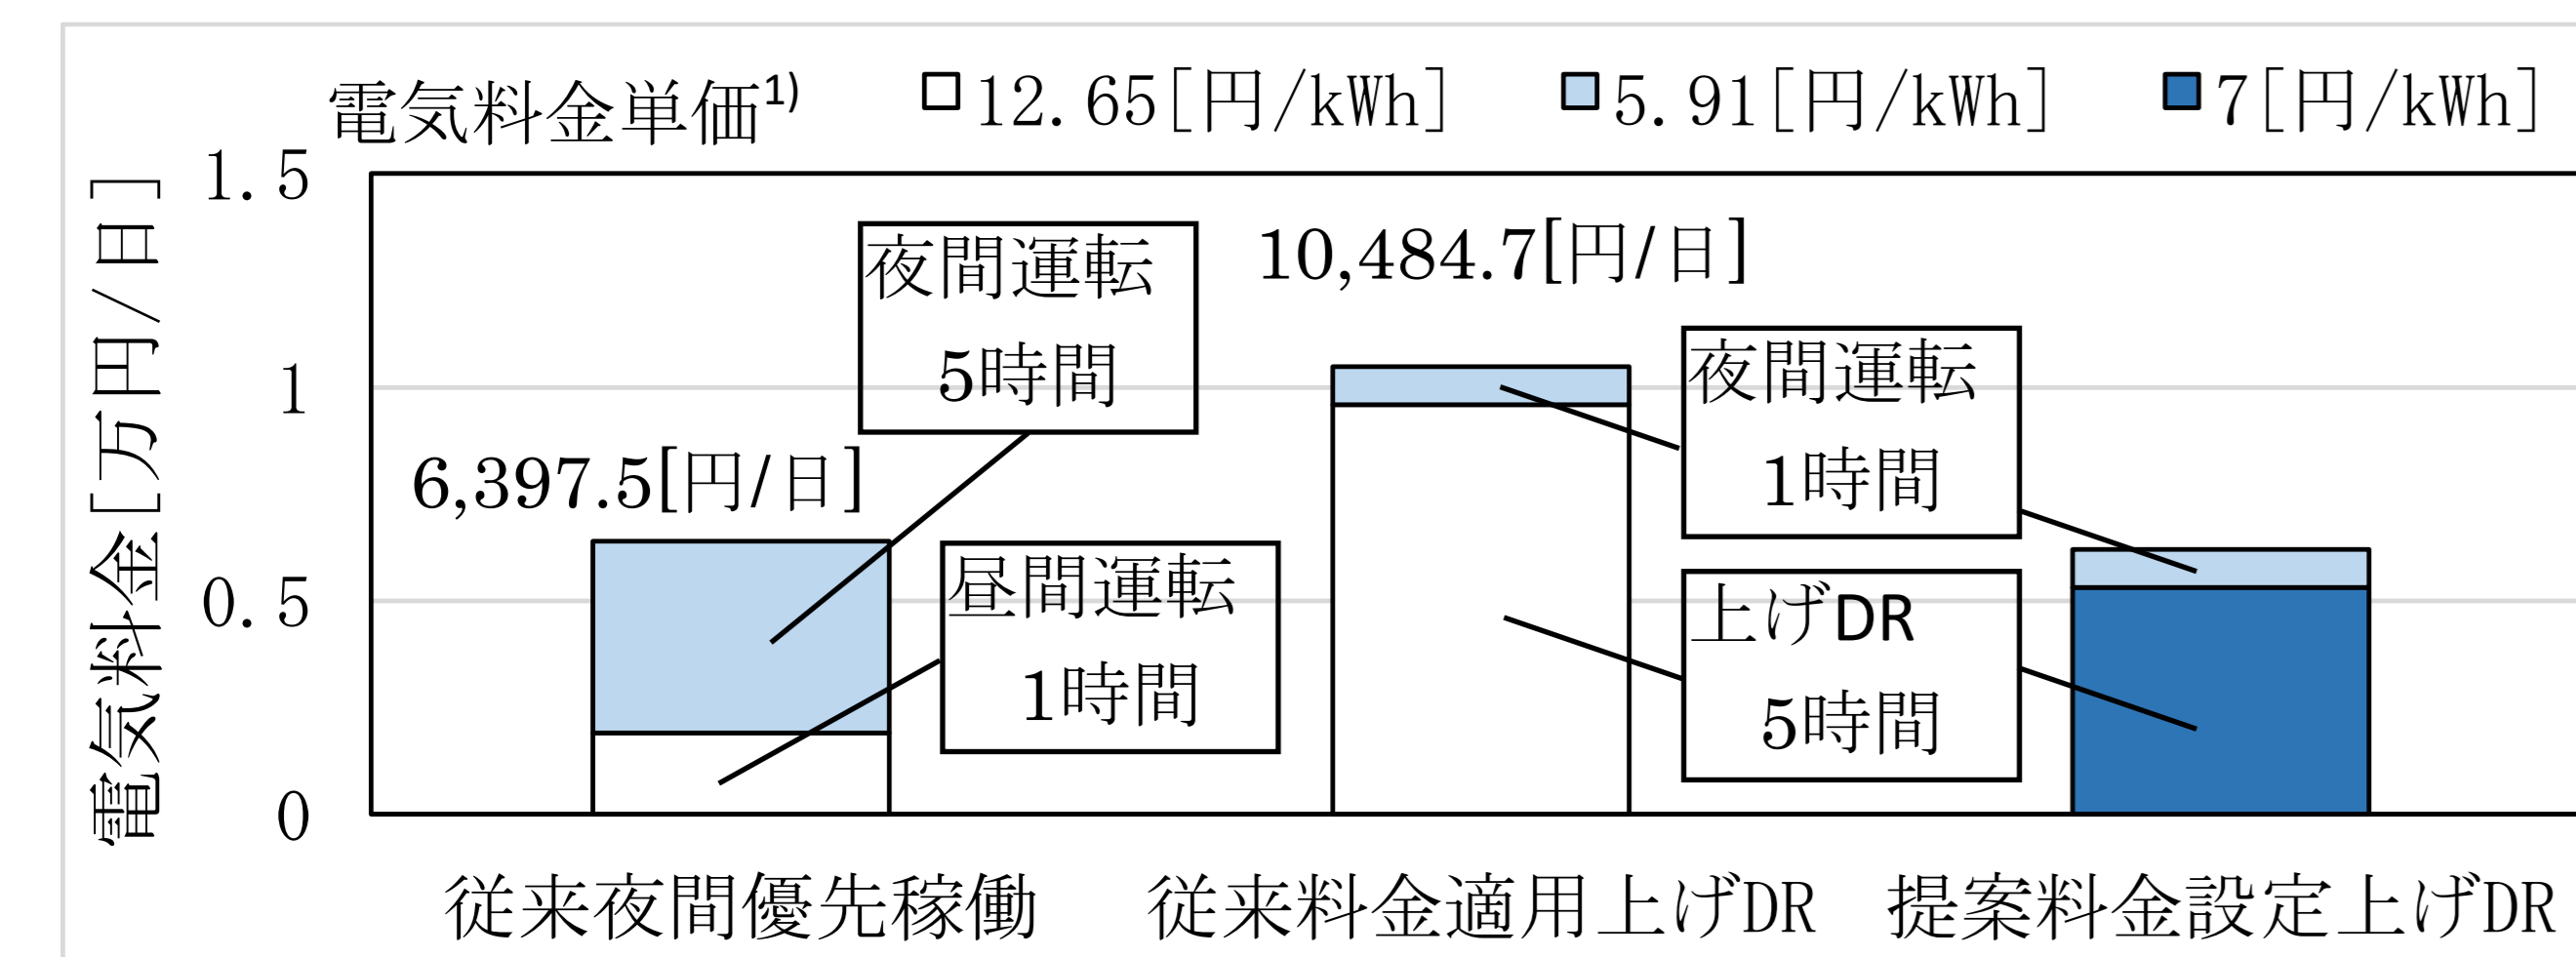 電気料金単価1) 12.65[円/kWh] 5.91[円/kWh] 7[円/kWh]
電気料金[万円/日]
1.5
1
0.5
0
6,397.5[円/日]
夜間運転
5時間
昼間運転
1時間
10,484.7[円/日]
夜間運転
1時間
上げDR
5時間
従来夜間優先稼働 従来料金適用上げDR 提案料金設定上げDR